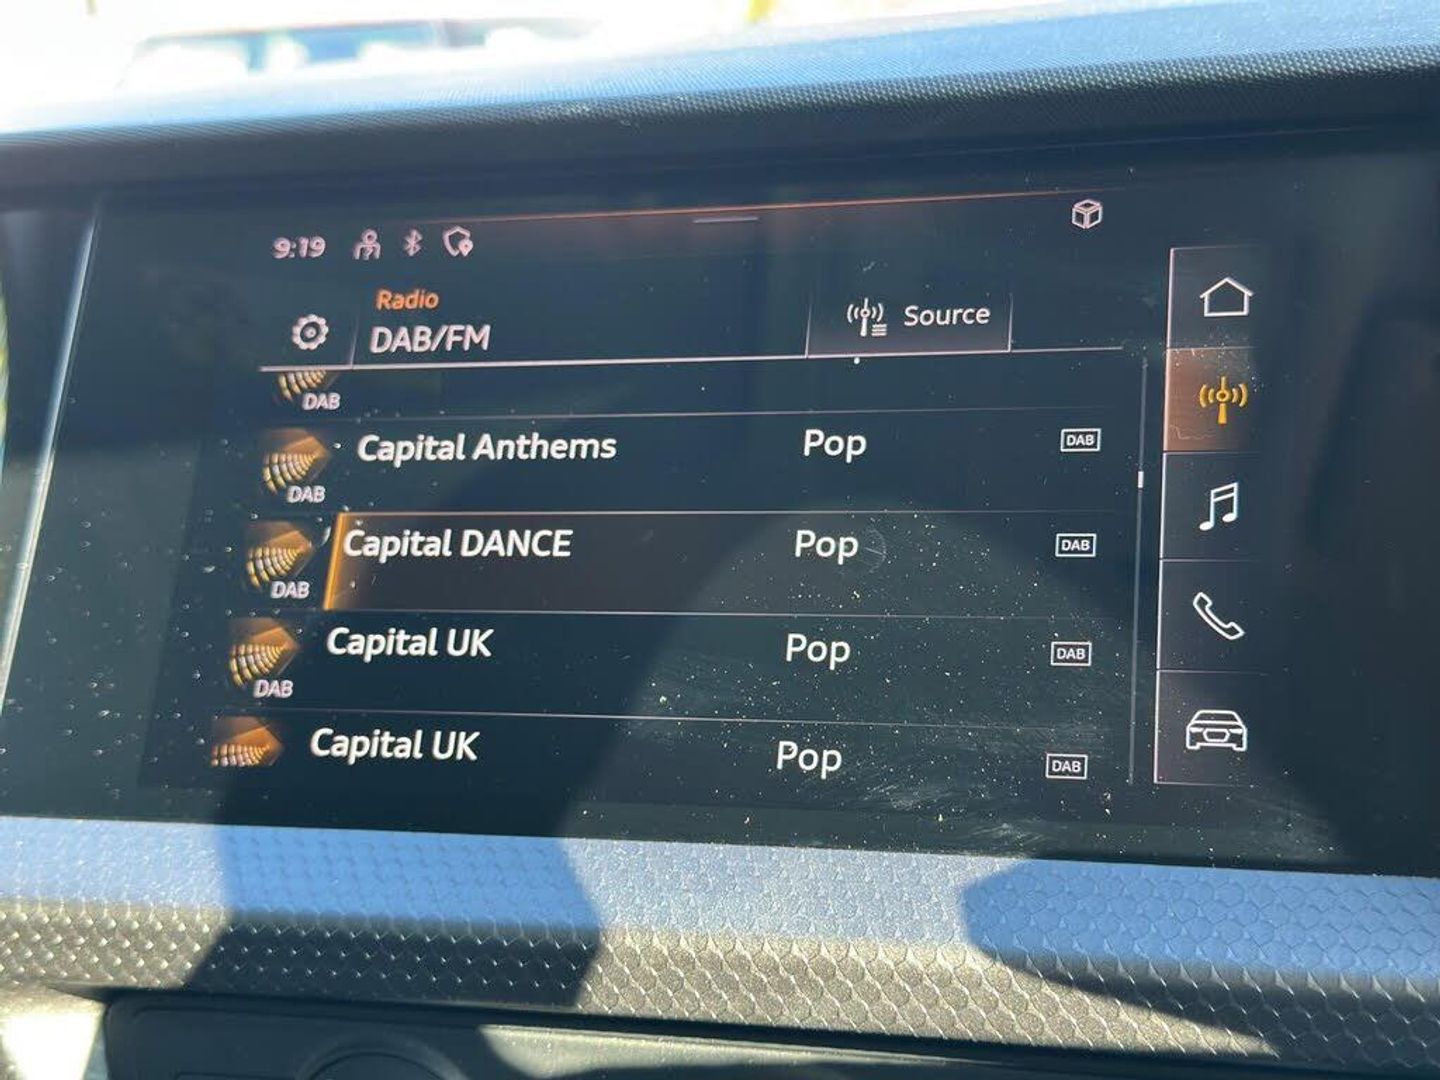 9:19
Radio
DAB/FM
Source
DAB
Capital Anthems Pop DAB
DAB
Capital DANCE Pop DAB
DAB
Capital UK Pop DAB
DAB
Capital UK Pop DAB